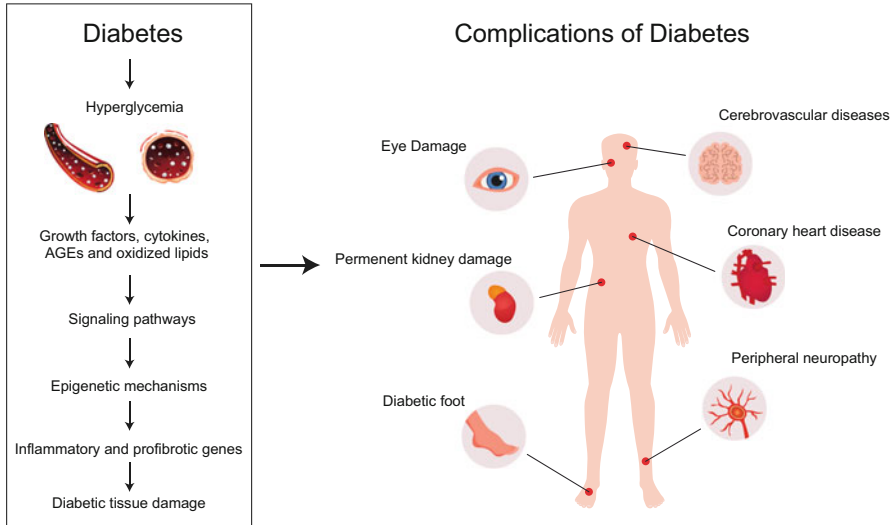 Diabetes
Hyperglycemia
Growth factors, cytokines,
AGEs and oxidized lipids
Signaling pathways
Epigenetic mechanisms
Inflammatory and profibrotic genes
Diabetic tissue damage
Complications of Diabetes
Cerebrovascular diseases
Eye Damage
Coronary heart disease
Permenent kidney damage
Peripheral neuropathy
Diabetic foot